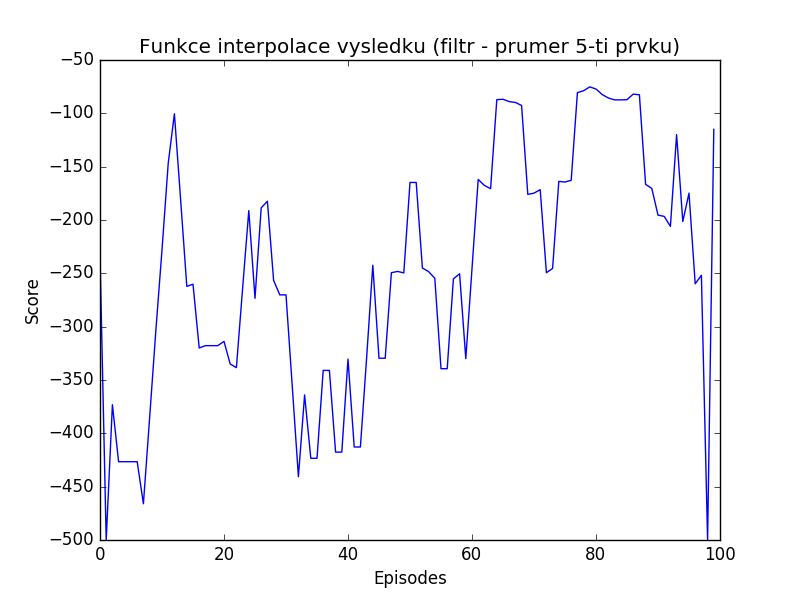 Funkce interpolace vysledku (filtr - prumer 5-ti prvku)
−50
−100
−150
−200
−250
−300
−350
−400
−450
−500
Score
0 20 40 60 80 100
Episodes